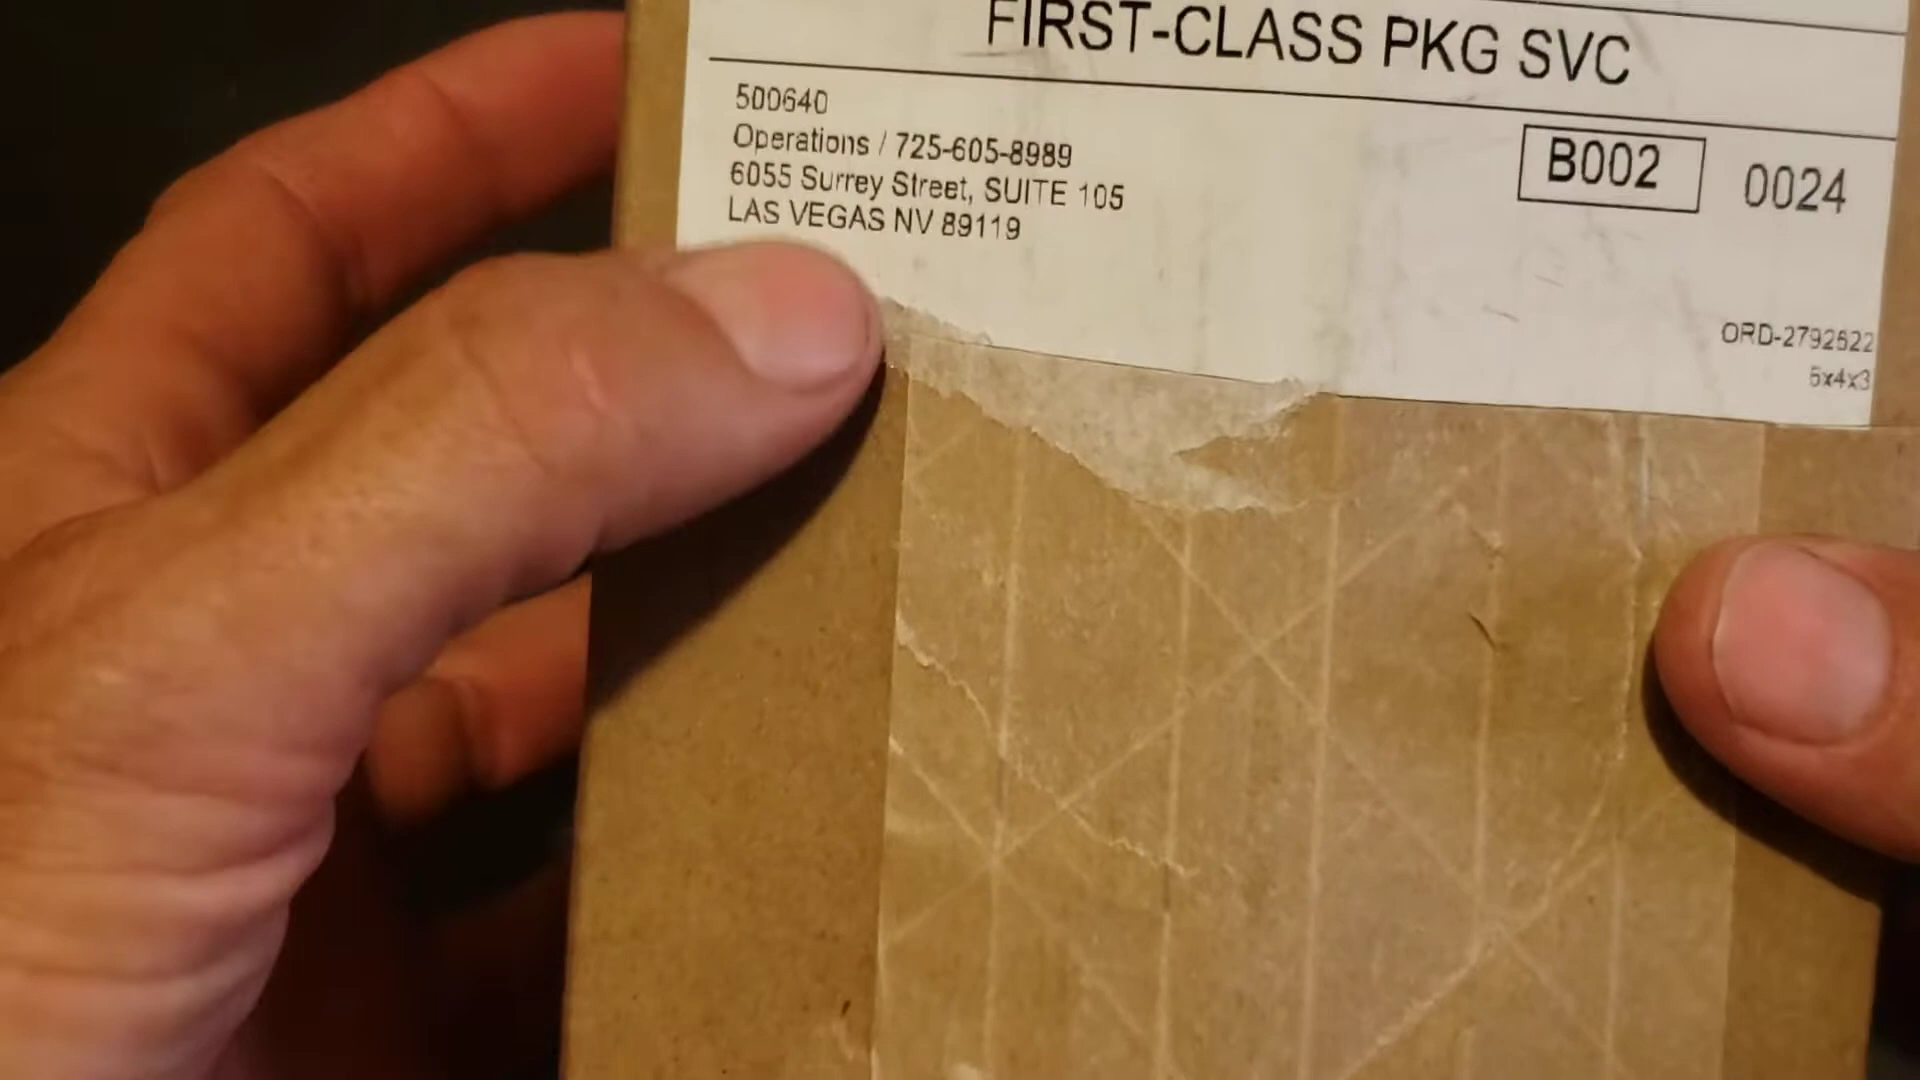 FIRST-CLASS PKG SVC
500640
Operations / 725-605-8989
6055 Surrey Street, SUITE 105
LAS VEGAS NV 89119
B002 0024
ORD-2792622
5x4x3